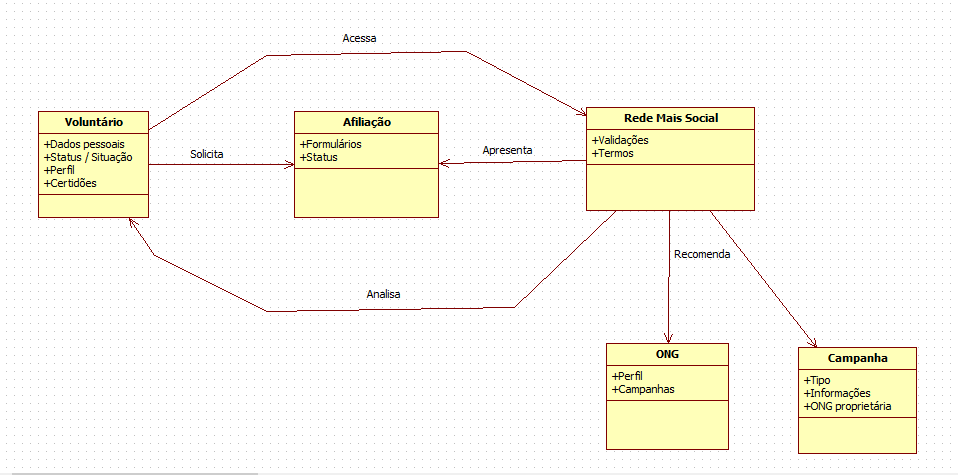 Acessa
Voluntário
+Dados pessoais
+Status / Situação
+Perfil
+Certidões
Solicita
Afiliação
+Formulários
+Status
Apresenta
Rede Mais Social
+Validações
+Termos
Analisa
Recomenda
ONG
+Perfil
+Campanhas
Campanha
+Tipo
+Informações
+ONG proprietária